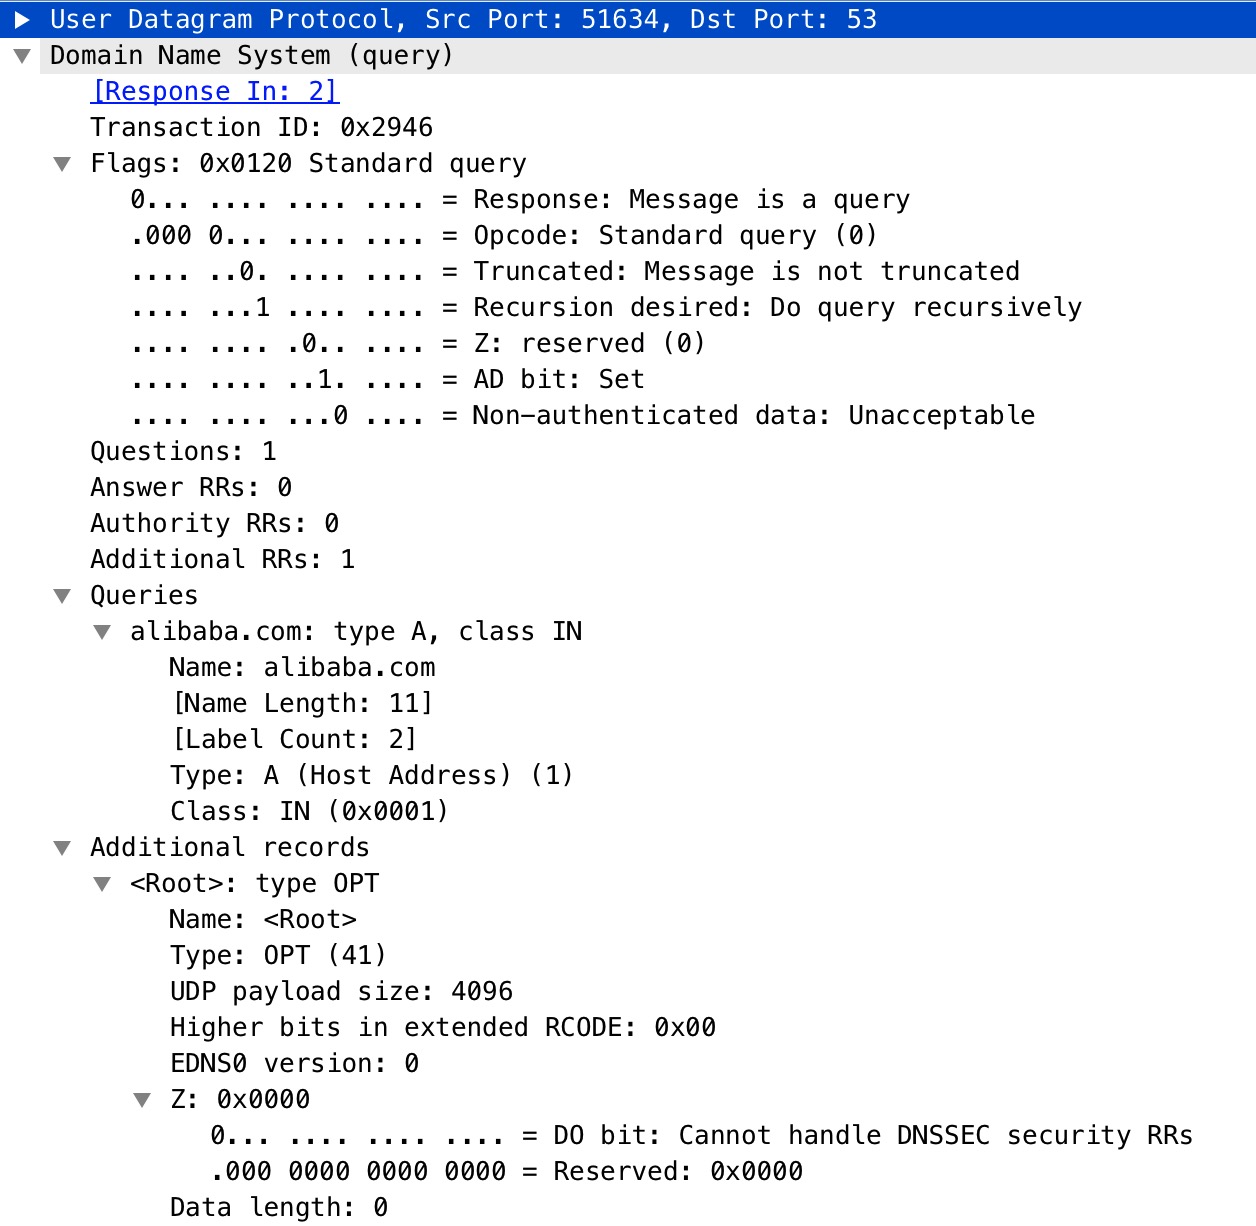 User Datagram Protocol, Src Port: 51634, Dst Port: 53
Domain Name System (query)
[Response In: 2]
Transaction ID: 0x2946
Flags: 0x0120 Standard query
0... .... .... .... = Response: Message is a query
.000 0... .... .... = Opcode: Standard query (0)
.... ..0. .... .... = Truncated: Message is not truncated
.... ...1 .... .... = Recursion desired: Do query recursively
.... .... .0.. .... = Z: reserved (0)
.... .... ..1. .... = AD bit: Set
.... .... ...0 .... = Non-authenticated data: Unacceptable
Questions: 1
Answer RRs: 0
Authority RRs: 0
Additional RRs: 1
Queries
alibaba.com: type A, class IN
Name: alibaba.com
[Name Length: 11]
[Label Count: 2]
Type: A (Host Address) (1)
Class: IN (0x0001)
Additional records
<Root>: type OPT
Name: <Root>
Type: OPT (41)
UDP payload size: 4096
Higher bits in extended RCODE: 0x00
EDNS0 version: 0
Z: 0x0000
0... .... .... .... = DO bit: Cannot handle DNSSEC security RRs
.000 0000 0000 0000 = Reserved: 0x0000
Data length: 0